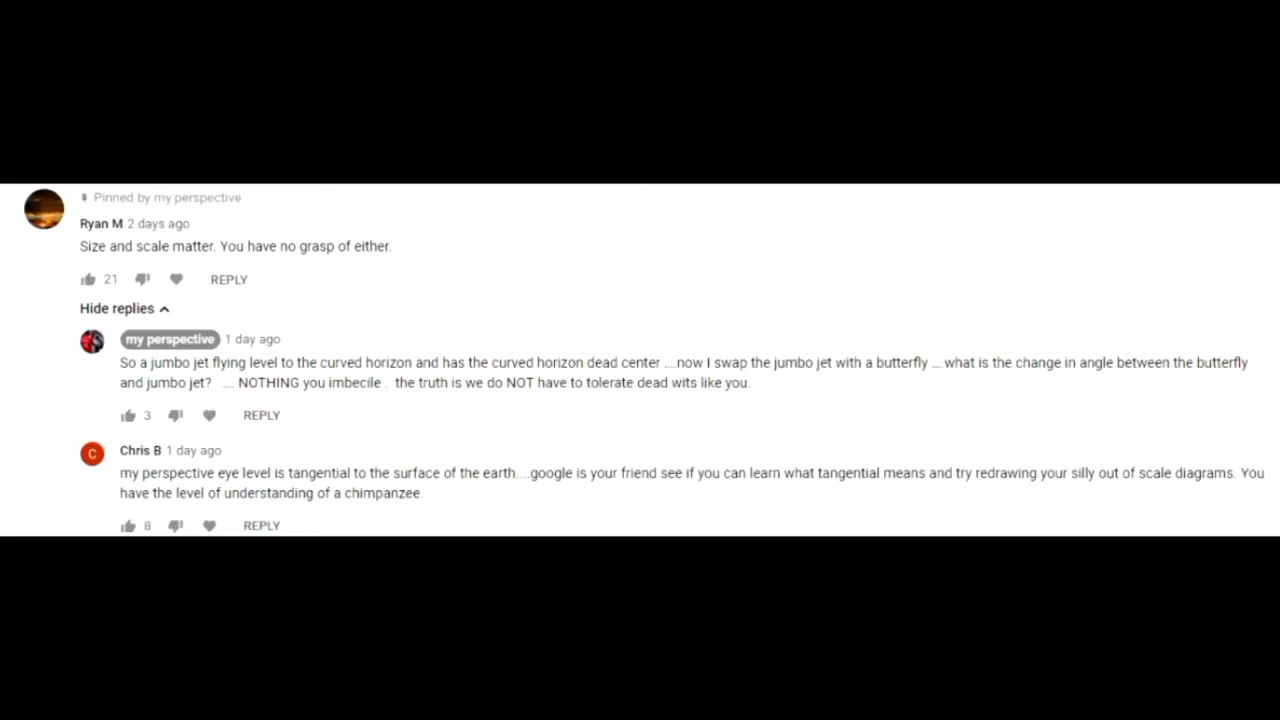 Pinned by my perspective
Ryan M 2 days ago
Size and scale matter. You have no grasp of either.
21 REPLY
Hide replies
my perspective 1 day ago
So a jumbo jet flying level to the curved horizon and has the curved horizon dead center ....now I swap the jumbo jet with a butterfly ....what is the change in angle between the butterfly
and jumbo jet? .... NOTHING you imbecile . the truth is we do NOT have to tolerate dead wits like you.
3 REPLY
C
Chris B 1 day ago
my perspective eye level is tangential to the surface of the earth....google is your friend see if you can learn what tangential means and try redrawing your silly out of scale diagrams. You
have the level of understanding of a chimpanzee.
8 REPLY